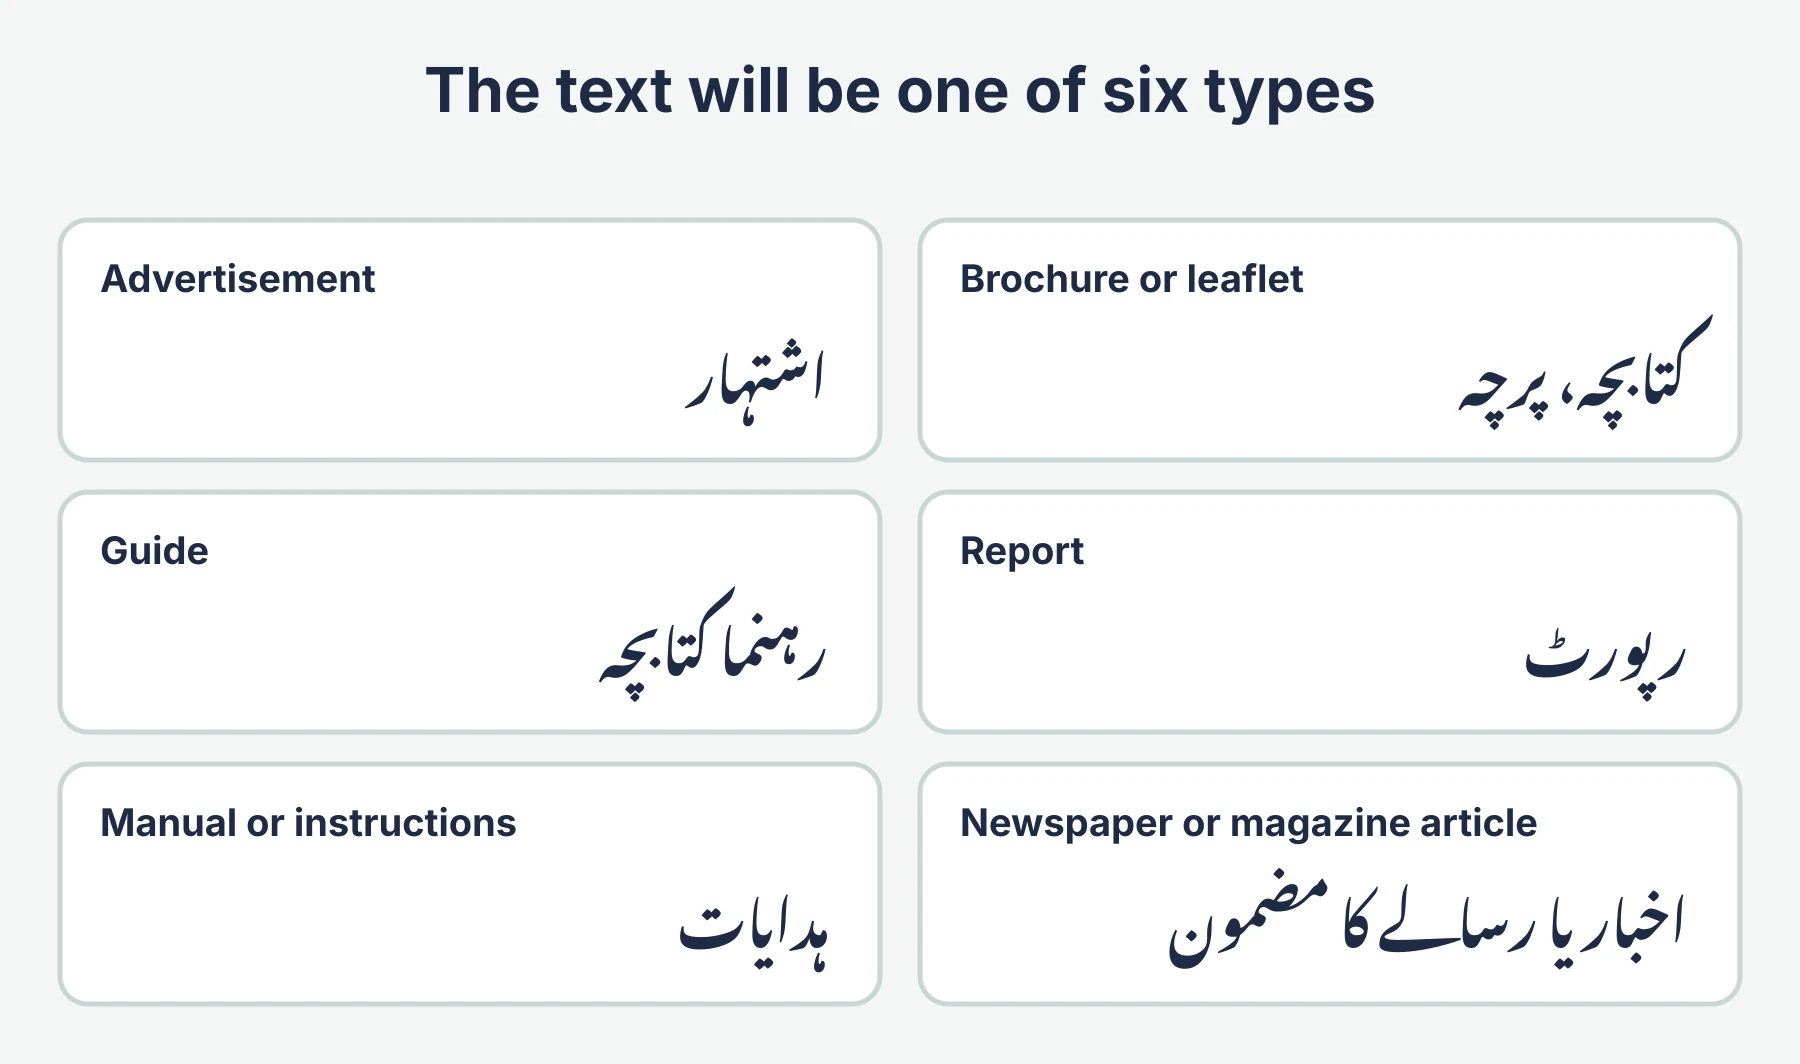 The text will be one of six types
Advertisement
اشتہار
Brochure or leaflet
کتابچہ، پرچہ
Guide
رہنما کتابچہ
Report
رپورٹ
Manual or instructions
ہدایات
Newspaper or magazine article
اخبار یا رسالے کا مضمون